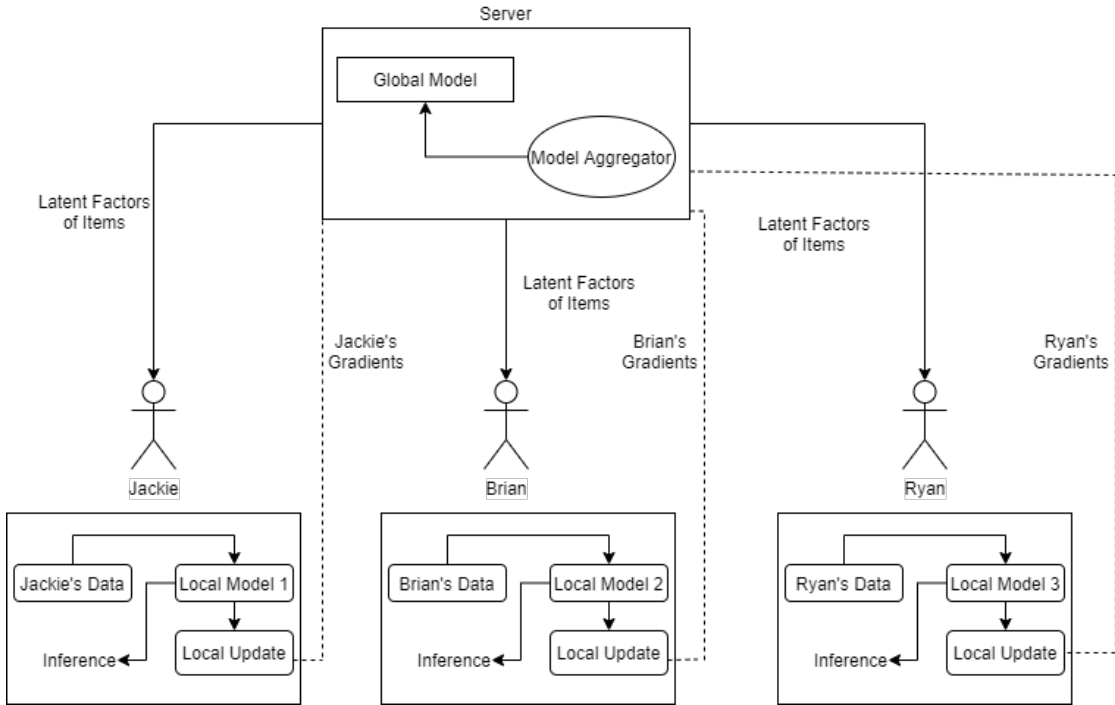 Server
Global Model
Model Aggregator
Latent Factors
of Items
Latent Factors
of Items
Latent Factors
of Items
Jackie's
Gradients
Brian's
Gradients
Ryan's
Gradients
Jackie
Brian
Ryan
Jackie's Data
Local Model 1
Inference
Local Update
Brian's Data
Local Model 2
Inference
Local Update
Ryan's Data
Local Model 3
Inference
Local Update